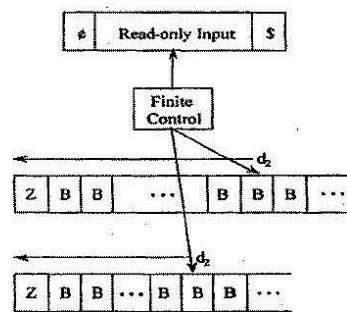 ¢ Read-only Input $
Finite
Control
d₂
Z B B ... B B B ...
d₂
Z B B ... B B B ...